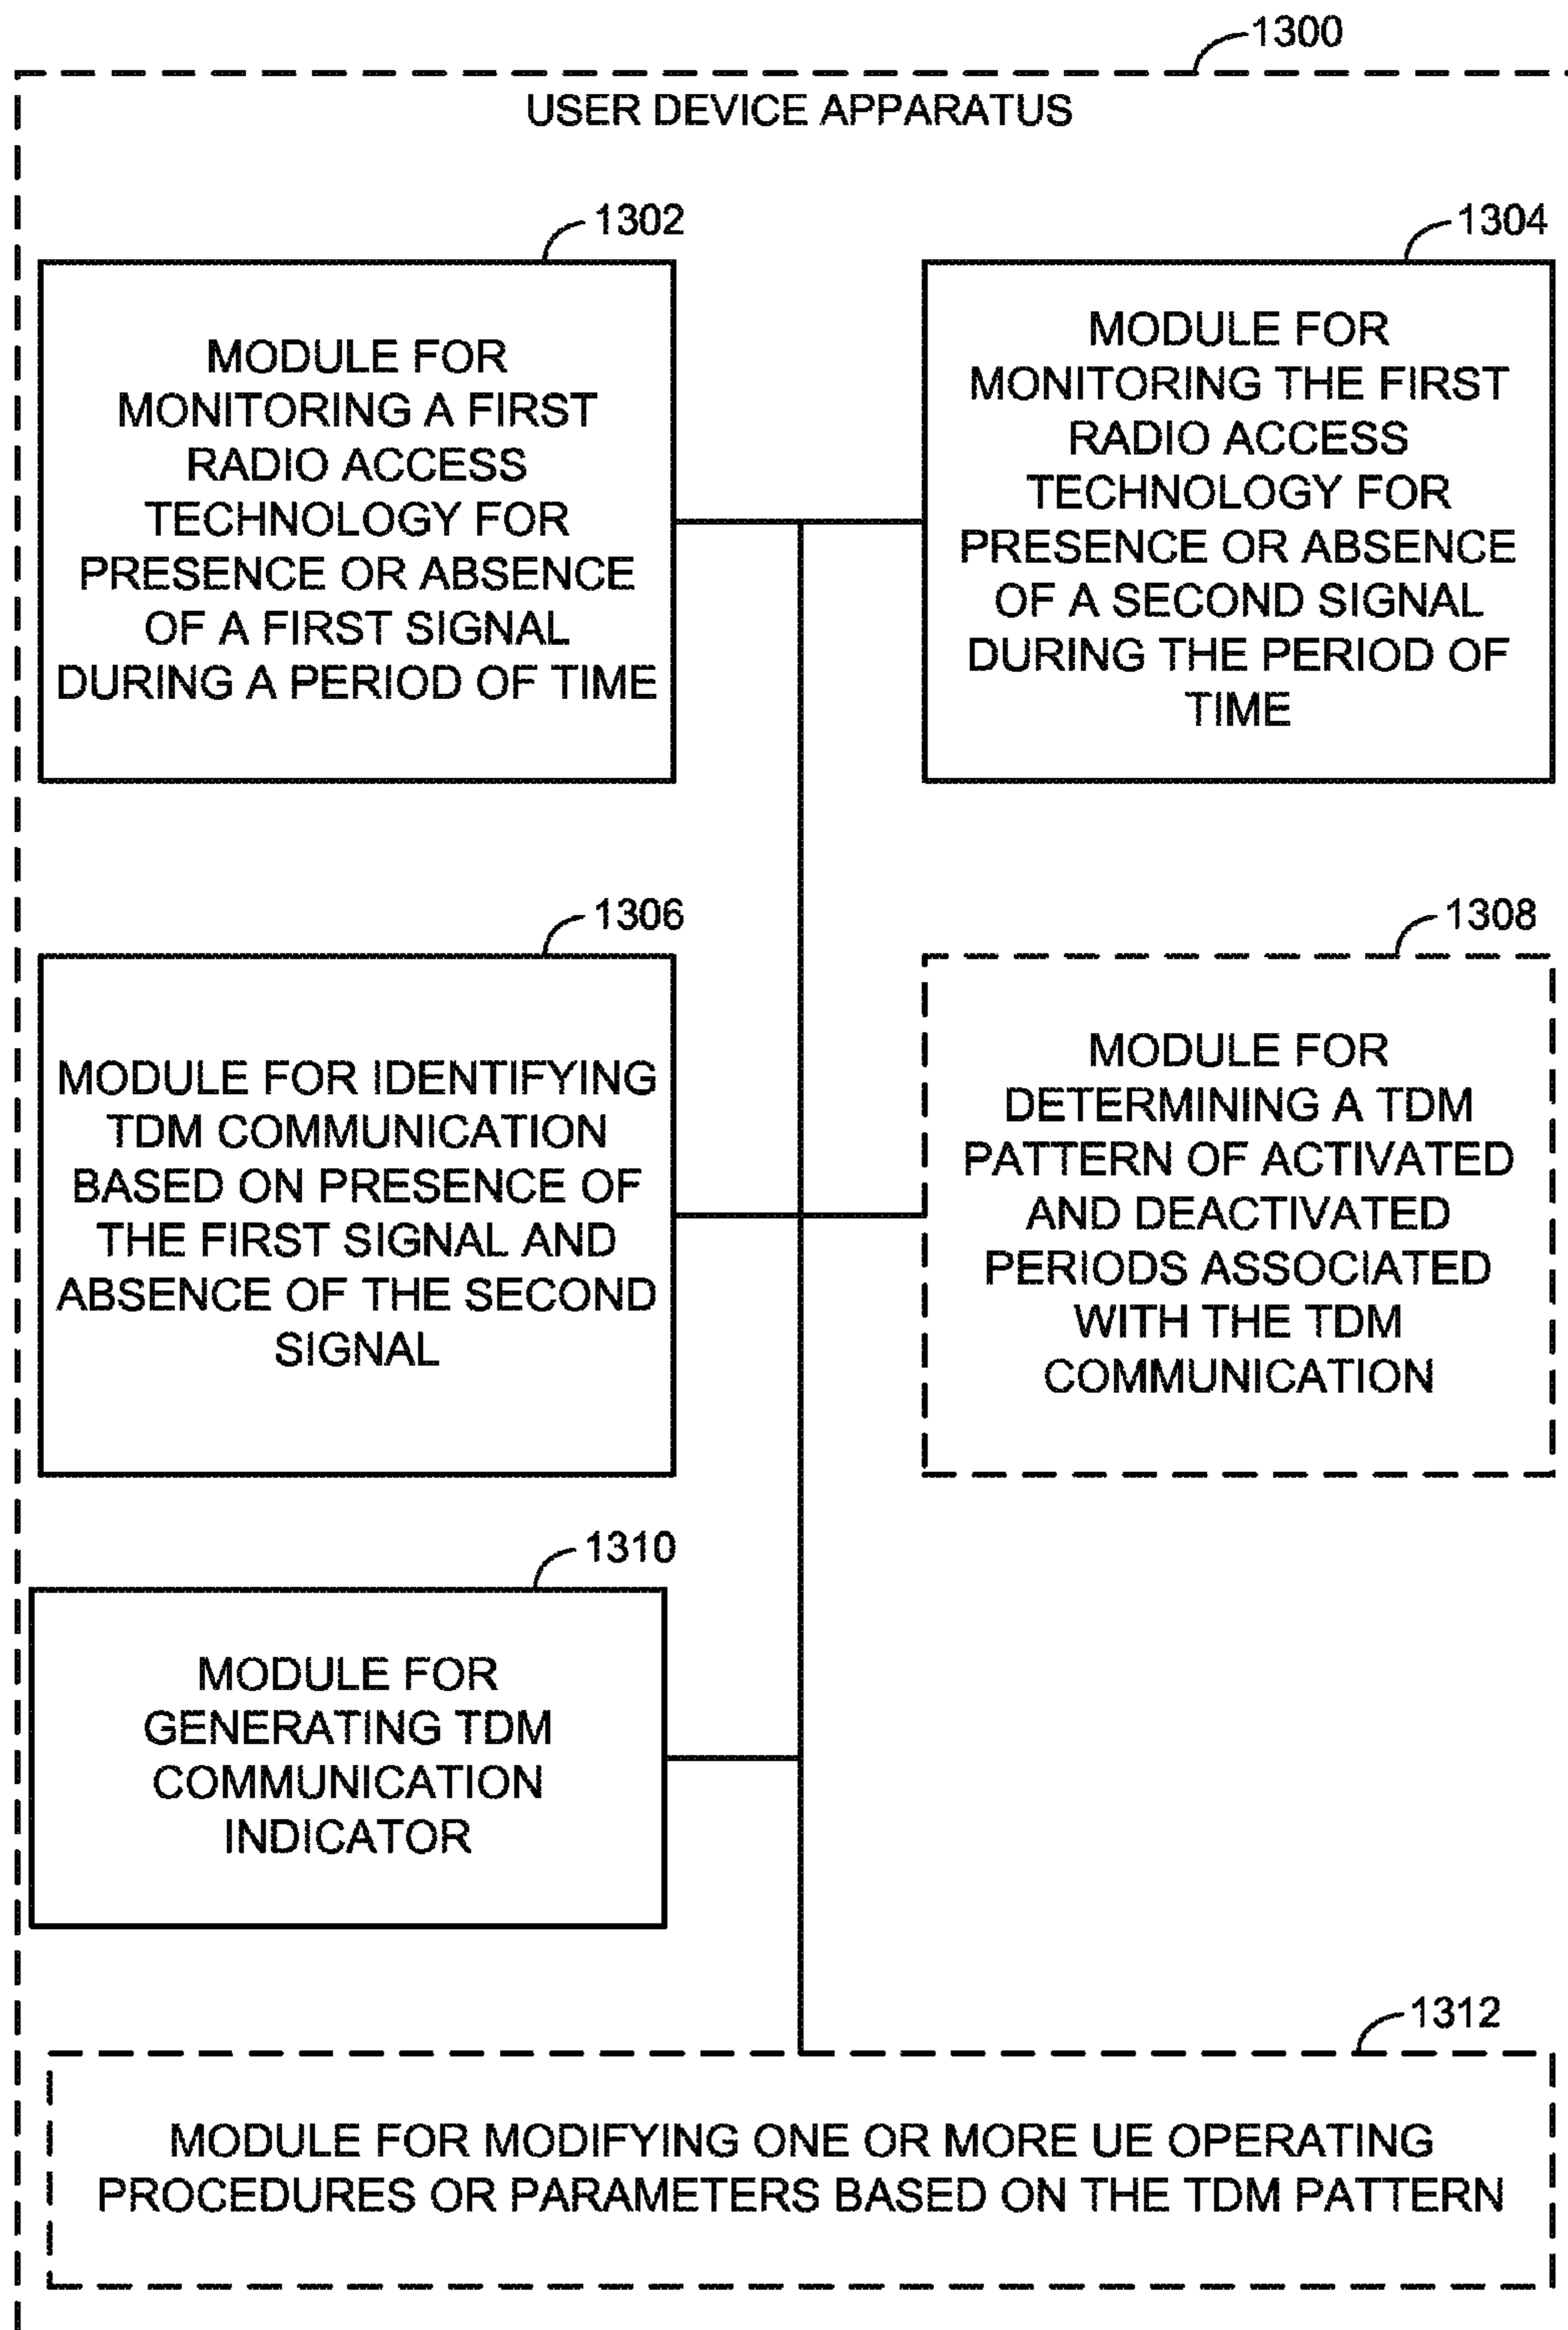 1300
USER DEVICE APPARATUS
1302
MODULE FOR
MONITORING A FIRST
RADIO ACCESS
TECHNOLOGY FOR
PRESENCE OR ABSENCE
OF A FIRST SIGNAL
DURING A PERIOD OF TIME
1304
MODULE FOR
MONITORING THE FIRST
RADIO ACCESS
TECHNOLOGY FOR
PRESENCE OR ABSENCE
OF A SECOND SIGNAL
DURING THE PERIOD OF
TIME
1306
MODULE FOR IDENTIFYING
TDM COMMUNICATION
BASED ON PRESENCE OF
THE FIRST SIGNAL AND
ABSENCE OF THE SECOND
SIGNAL
1308
MODULE FOR
DETERMINING A TDM
PATTERN OF ACTIVATED
AND DEACTIVATED
PERIODS ASSOCIATED
WITH THE TDM
COMMUNICATION
1310
MODULE FOR
GENERATING TDM
COMMUNICATION
INDICATOR
1312
MODULE FOR MODIFYING ONE OR MORE UE OPERATING
PROCEDURES OR PARAMETERS BASED ON THE TDM PATTERN